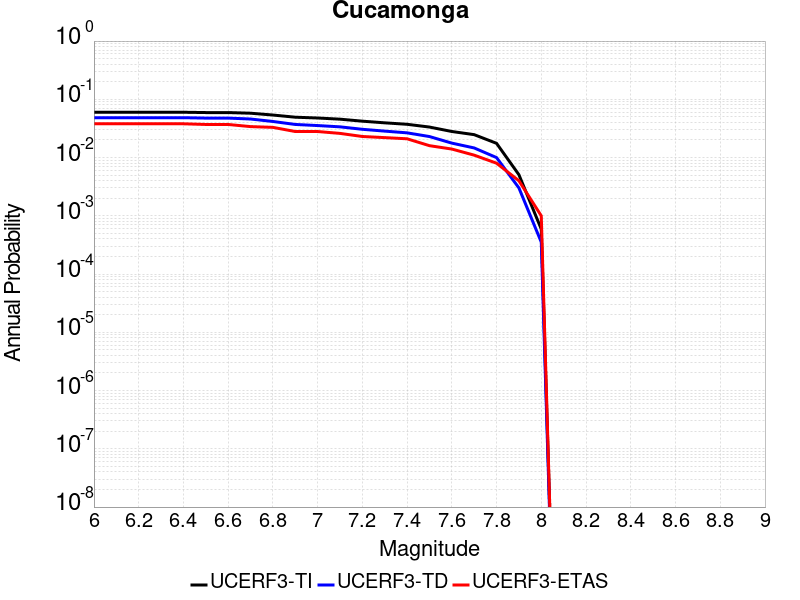 Cucamonga
10^0
10^-1
10^-2
10^-3
10^-4
10^-5
10^-6
10^-7
10^-8
Annual Probability
6 6.2 6.4 6.6 6.8 7 7.2 7.4 7.6 7.8 8 8.2 8.4 8.6 8.8 9
Magnitude
UCERF3-TI UCERF3-TD UCERF3-ETAS